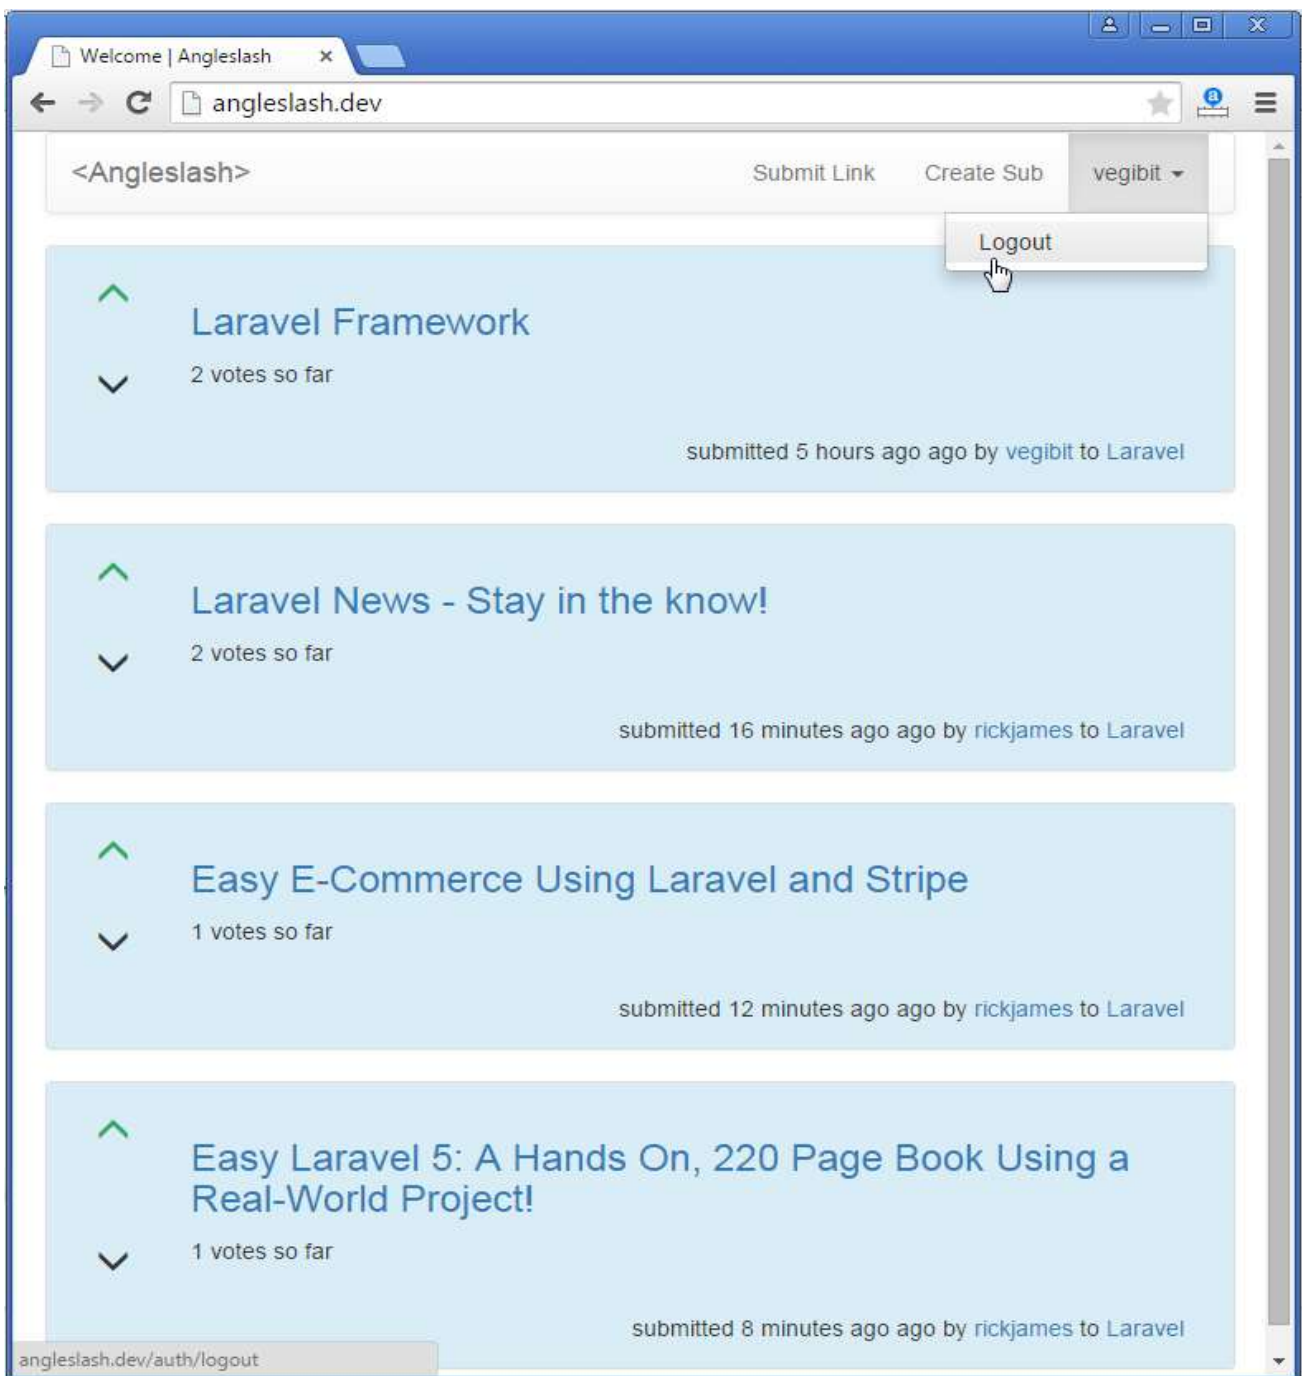 Welcome | Angleslash
angleslash.dev
<Angleslash>
Submit Link
Create Sub
vegibit
Logout
Laravel Framework
2 votes so far
submitted 5 hours ago ago by vegibit to Laravel
Laravel News - Stay in the know!
2 votes so far
submitted 16 minutes ago ago by rickjames to Laravel
Easy E-Commerce Using Laravel and Stripe
1 votes so far
submitted 12 minutes ago ago by rickjames to Laravel
Easy Laravel 5: A Hands On, 220 Page Book Using a
Real-World Project!
1 votes so far
submitted 8 minutes ago ago by rickjames to Laravel
angleslash.dev/auth/logout